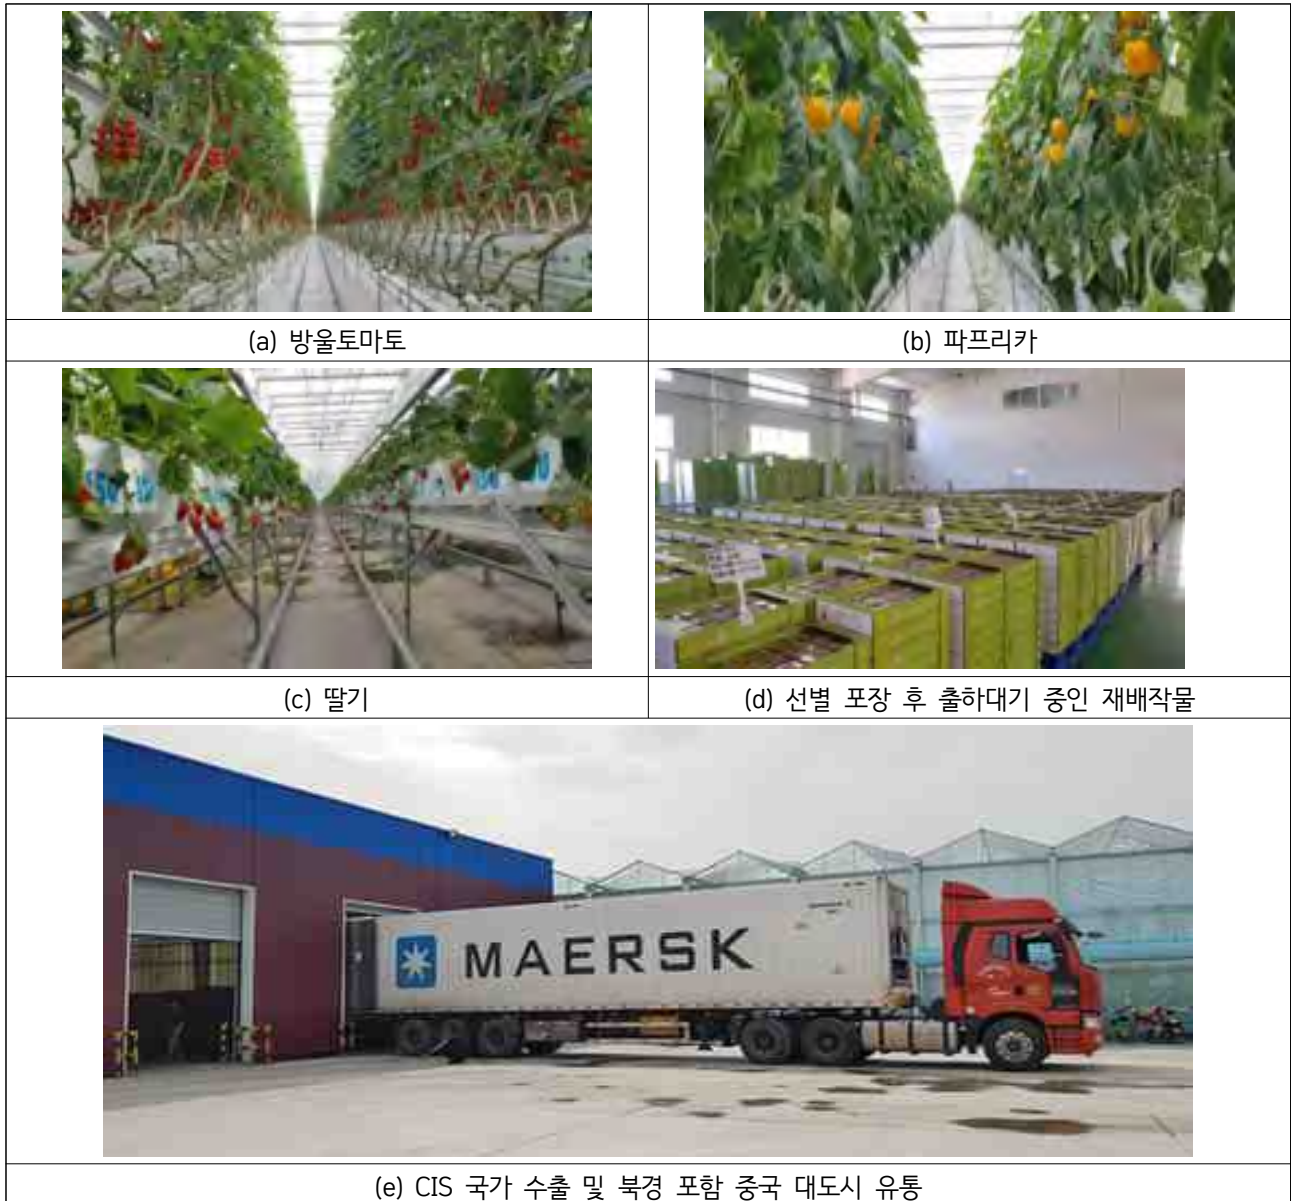 (a) 방울토마토
(b) 파프리카
(c) 딸기
(d) 선별 포장 후 출하대기 중인 재배작물
MAERSK
(e) CIS 국가 수출 및 북경 포함 중국 대도시 유통